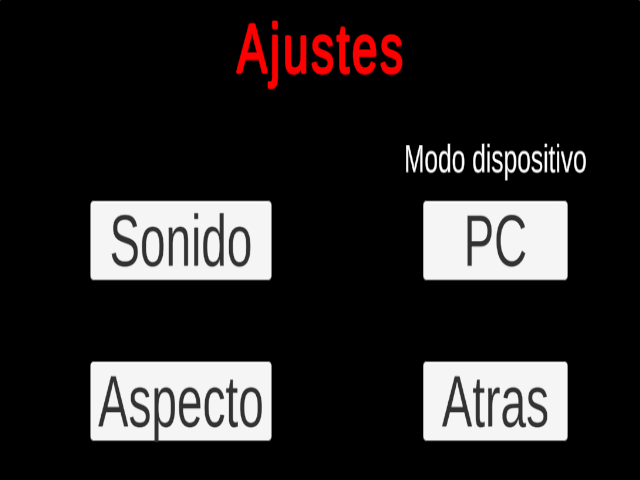 Ajustes
Modo dispositivo
Sonido
PC
Aspecto
Atras